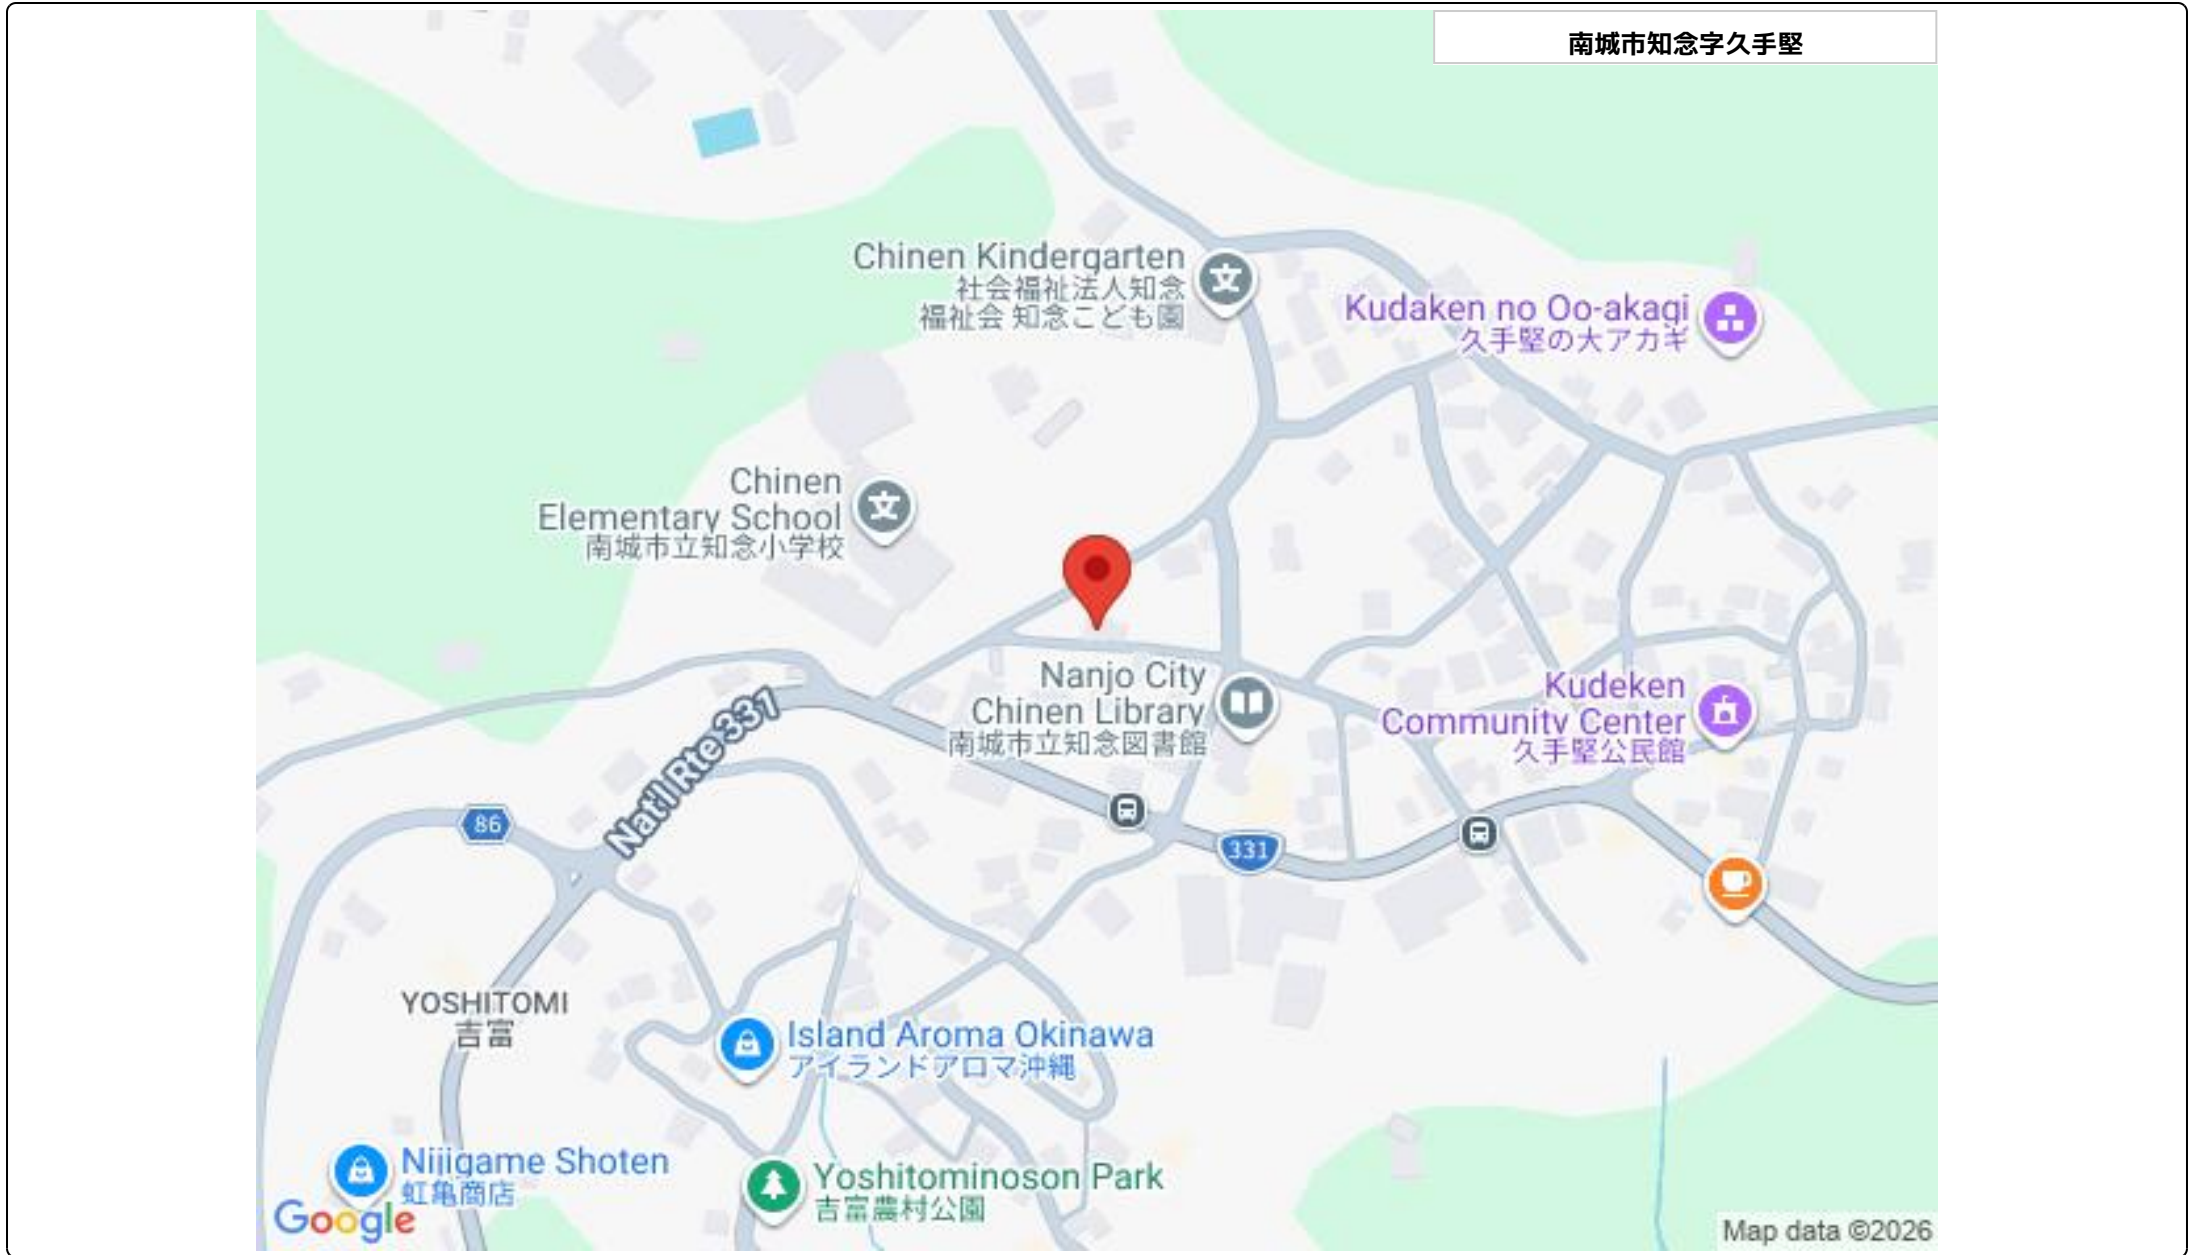 南城市知念字久手堅
Chinen Kindergarten
社会福祉法人知念
福祉会 知念こども園
Kudaken no Oo-akagi
久手堅の大アカギ
Chinen
Elementary School
南城市立知念小学校
Nanjo City
Chinen Library
南城市立知念図書館
Kudeken
Community Center
久手堅公民館
Nat'l Rte 331
86
331
YOSHITOMI
吉富
Island Aroma Okinawa
アイランドアロマ沖縄
Nijigame Shoten
虹亀商店
Yoshitominoson Park
吉富農村公園
Google
Map data ©2026